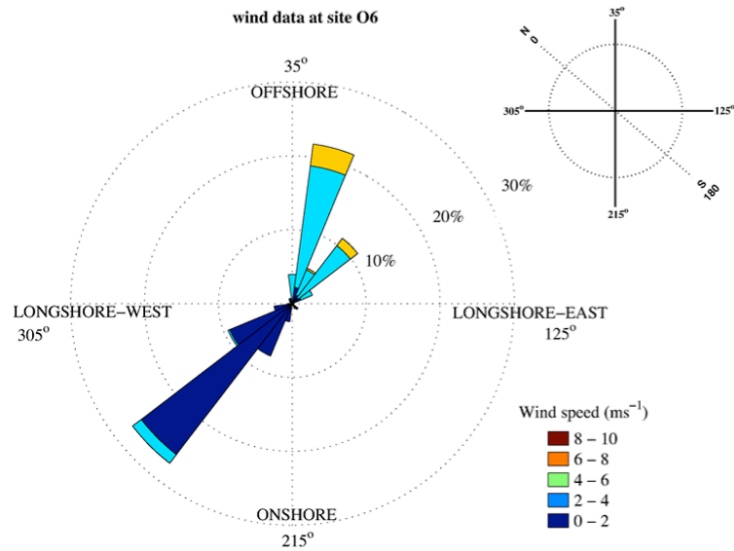 wind data at site O6
35°
OFFSHORE
30%
20%
10%
LONGSHORE−WEST
305°
LONGSHORE−EAST
125°
ONSHORE
215°
35°
N
0
305°
125°
S
180
215°
Wind speed (ms⁻¹)
8 − 10
6 − 8
4 − 6
2 − 4
0 − 2